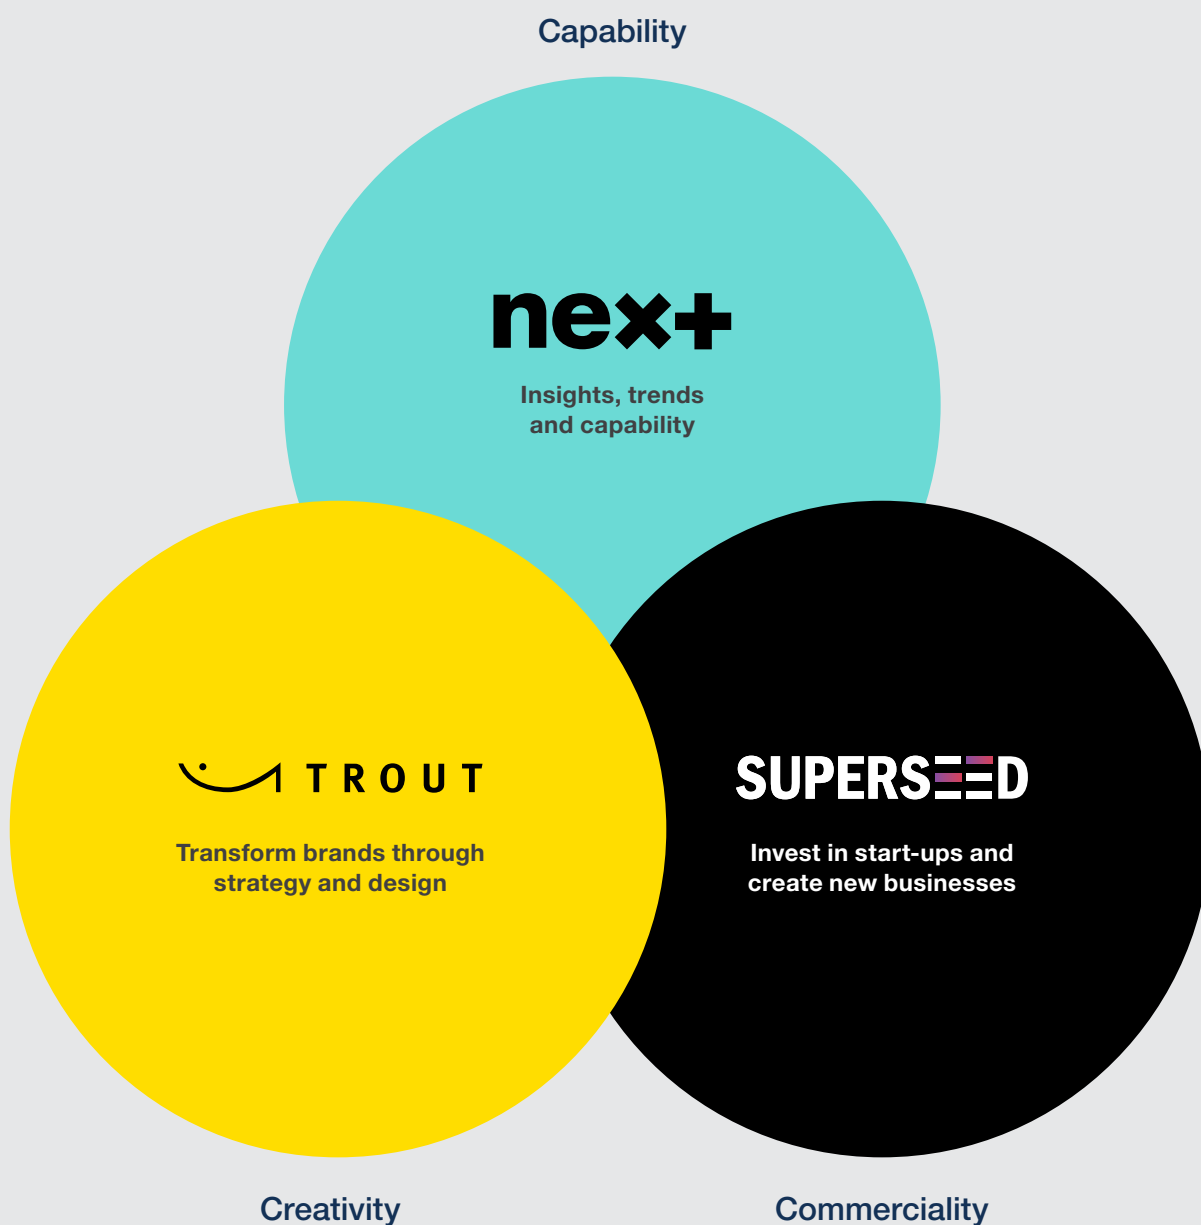 Capability
next
Insights, trends
and capability
TROUT
Transform brands through
strategy and design
SUPERSEED
Invest in start-ups and
create new businesses
Creativity
Commerciality